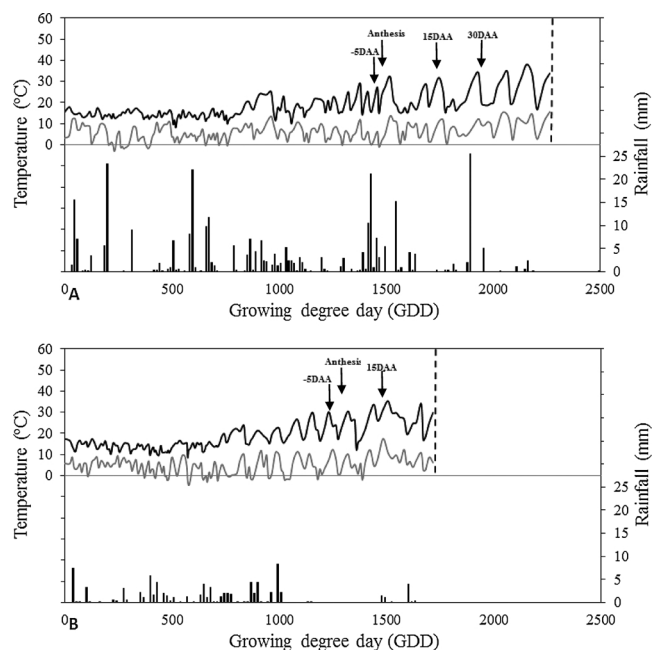 60
50
40
30
20
10
0
Temperature (ºC)
-5DAA
Anthesis
15DAA
30DAA
25
20
15
10
5
0
Rainfall (mm)
A
0 500 1000 1500 2000 2500
Growing degree day (GDD)
60
50
40
30
20
10
0
Temperature (ºC)
-5DAA
Anthesis
15DAA
25
20
15
10
5
0
Rainfall (mm)
B
0 500 1000 1500 2000 2500
Growing degree day (GDD)